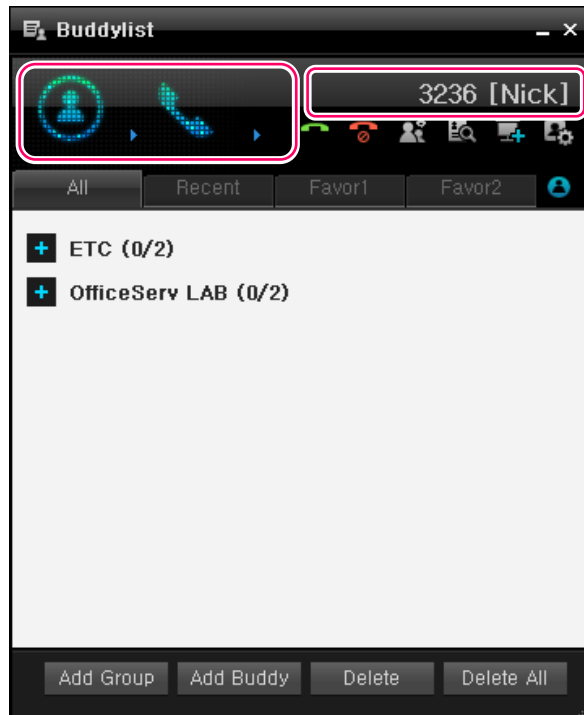 Buddylist
3236 [Nick]
All Recent Favor1 Favor2
ETC (0/2)
OfficeServ LAB (0/2)
Add Group Add Buddy Delete Delete All